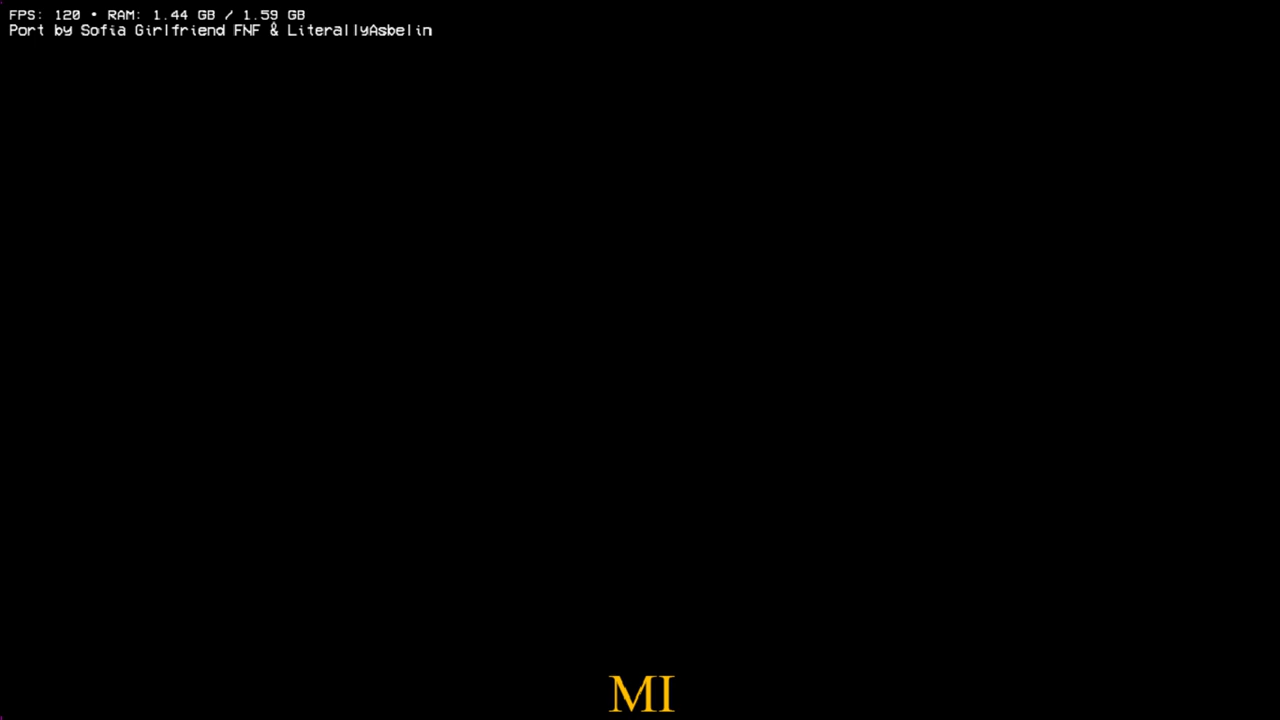 FPS: 120 • RAM: 1.44 GB / 1.59 GB
Port by Sofia Girlfriend FNF & LiterallyAsbelin
MI